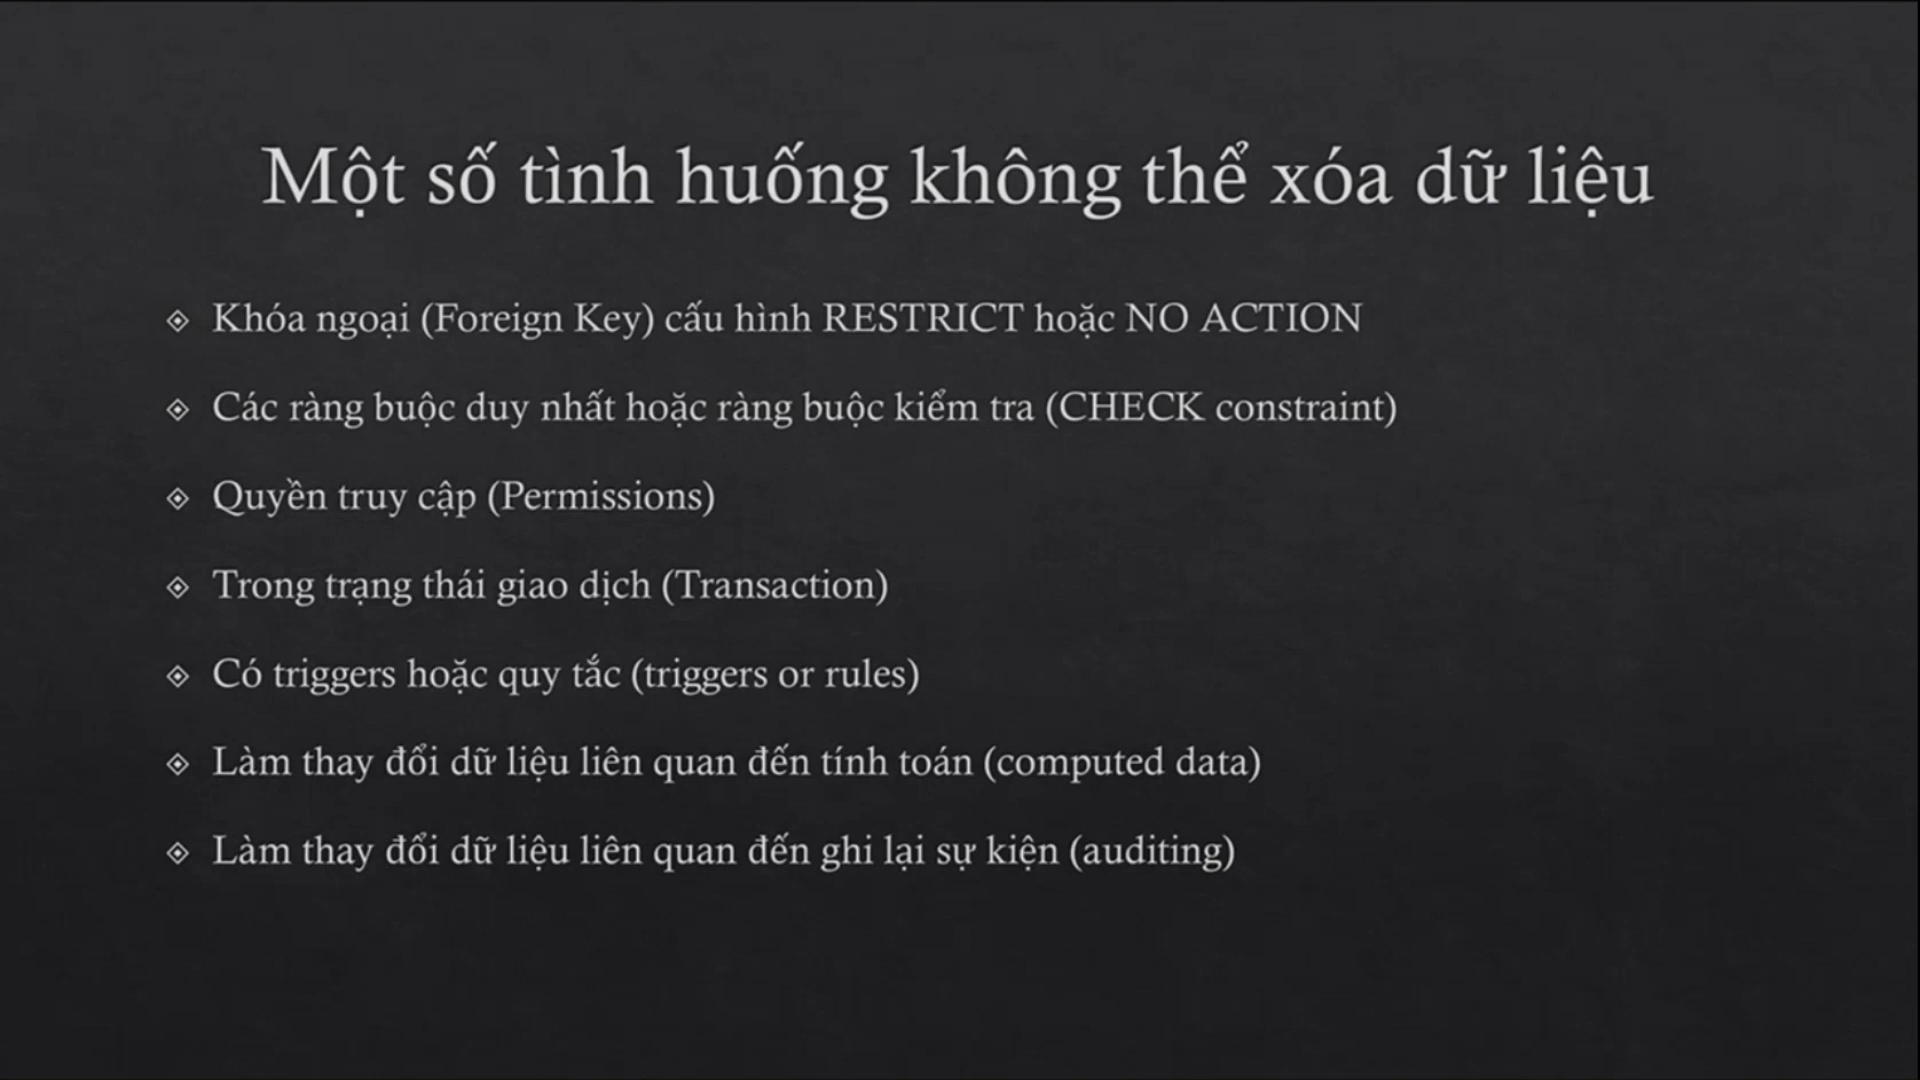 Một số tình huống không thể xóa dữ liệu
Khóa ngoại (Foreign Key) cấu hình RESTRICT hoặc NO ACTION
Các ràng buộc duy nhất hoặc ràng buộc kiểm tra (CHECK constraint)
Quyền truy cập (Permissions)
Trong trạng thái giao dịch (Transaction)
Có triggers hoặc quy tắc (triggers or rules)
Làm thay đổi dữ liệu liên quan đến tính toán (computed data)
Làm thay đổi dữ liệu liên quan đến ghi lại sự kiện (auditing)